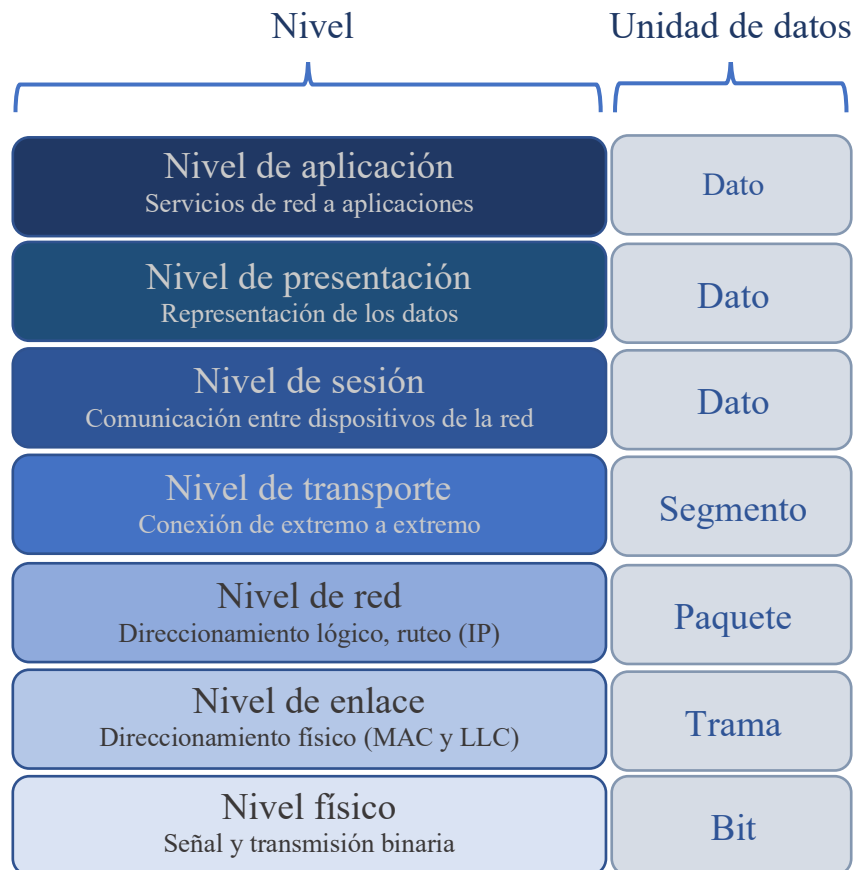 Nivel
Unidad de datos
Nivel de aplicación
Servicios de red a aplicaciones
Dato
Nivel de presentación
Representación de los datos
Dato
Nivel de sesión
Comunicación entre dispositivos de la red
Dato
Nivel de transporte
Conexión de extremo a extremo
Segmento
Nivel de red
Direccionamiento lógico, ruteo (IP)
Paquete
Nivel de enlace
Direccionamiento físico (MAC y LLC)
Trama
Nivel físico
Señal y transmisión binaria
Bit